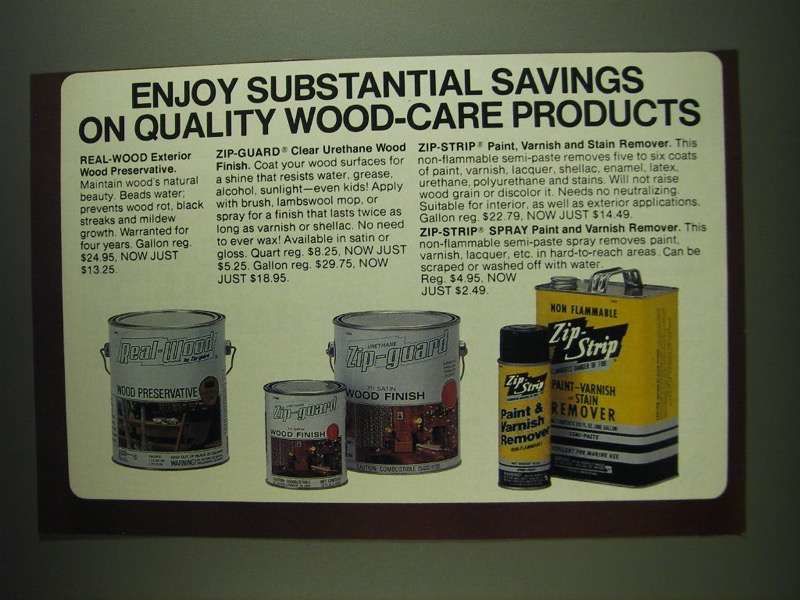 ENJOY SUBSTANTIAL SAVINGS
ON QUALITY WOOD-CARE PRODUCTS
REAL-WOOD Exterior
Wood Preservative.
Maintain wood's natural
beauty. Beads water;
prevents wood rot, black
streaks and mildew
growth. Warranted for
four years. Gallon reg.
$24.95, NOW JUST
$13.25.
ZIP-GUARD® Clear Urethane Wood
Finish. Coat your wood surfaces for
a shine that resists water, grease,
alcohol, sunlight—even kids! Apply
with brush, lambswool mop, or
spray for a finish that lasts twice as
long as varnish or shellac. No need
to ever wax! Available in satin or
gloss. Quart reg. $8.25, NOW JUST
$5.25. Gallon reg. $29.75, NOW
JUST $18.95.
ZIP-STRIP® Paint, Varnish and Stain Remover. This
non-flammable semi-paste removes five to six coats
of paint, varnish, lacquer, shellac, enamel, latex,
urethane, polyurethane and stains. Will not raise
wood grain or discolor it. Needs no neutralizing.
Suitable for interior, as well as exterior applications.
Gallon reg. $22.79, NOW JUST $14.49.
ZIP-STRIP® SPRAY Paint and Varnish Remover. This
non-flammable semi-paste spray removes paint,
varnish, lacquer, etc. in hard-to-reach areas. Can be
scraped or washed off with water.
Reg. $4.95, NOW
JUST $2.49.
Real-Wood
WOOD PRESERVATIVE
WARNING
Zip-guard
WOOD FINISH
URETHANE
Zip-guard
SATIN
WOOD FINISH
CAUTION COMBUSTIBLE
Zip
Strip
Paint &
Varnish
Remover
NON FLAMMABLE
Zip
Strip
PAINT-VARNISH
and STAIN
REMOVER
SEMI-PASTE
EXCELLENT FOR MARINE USE